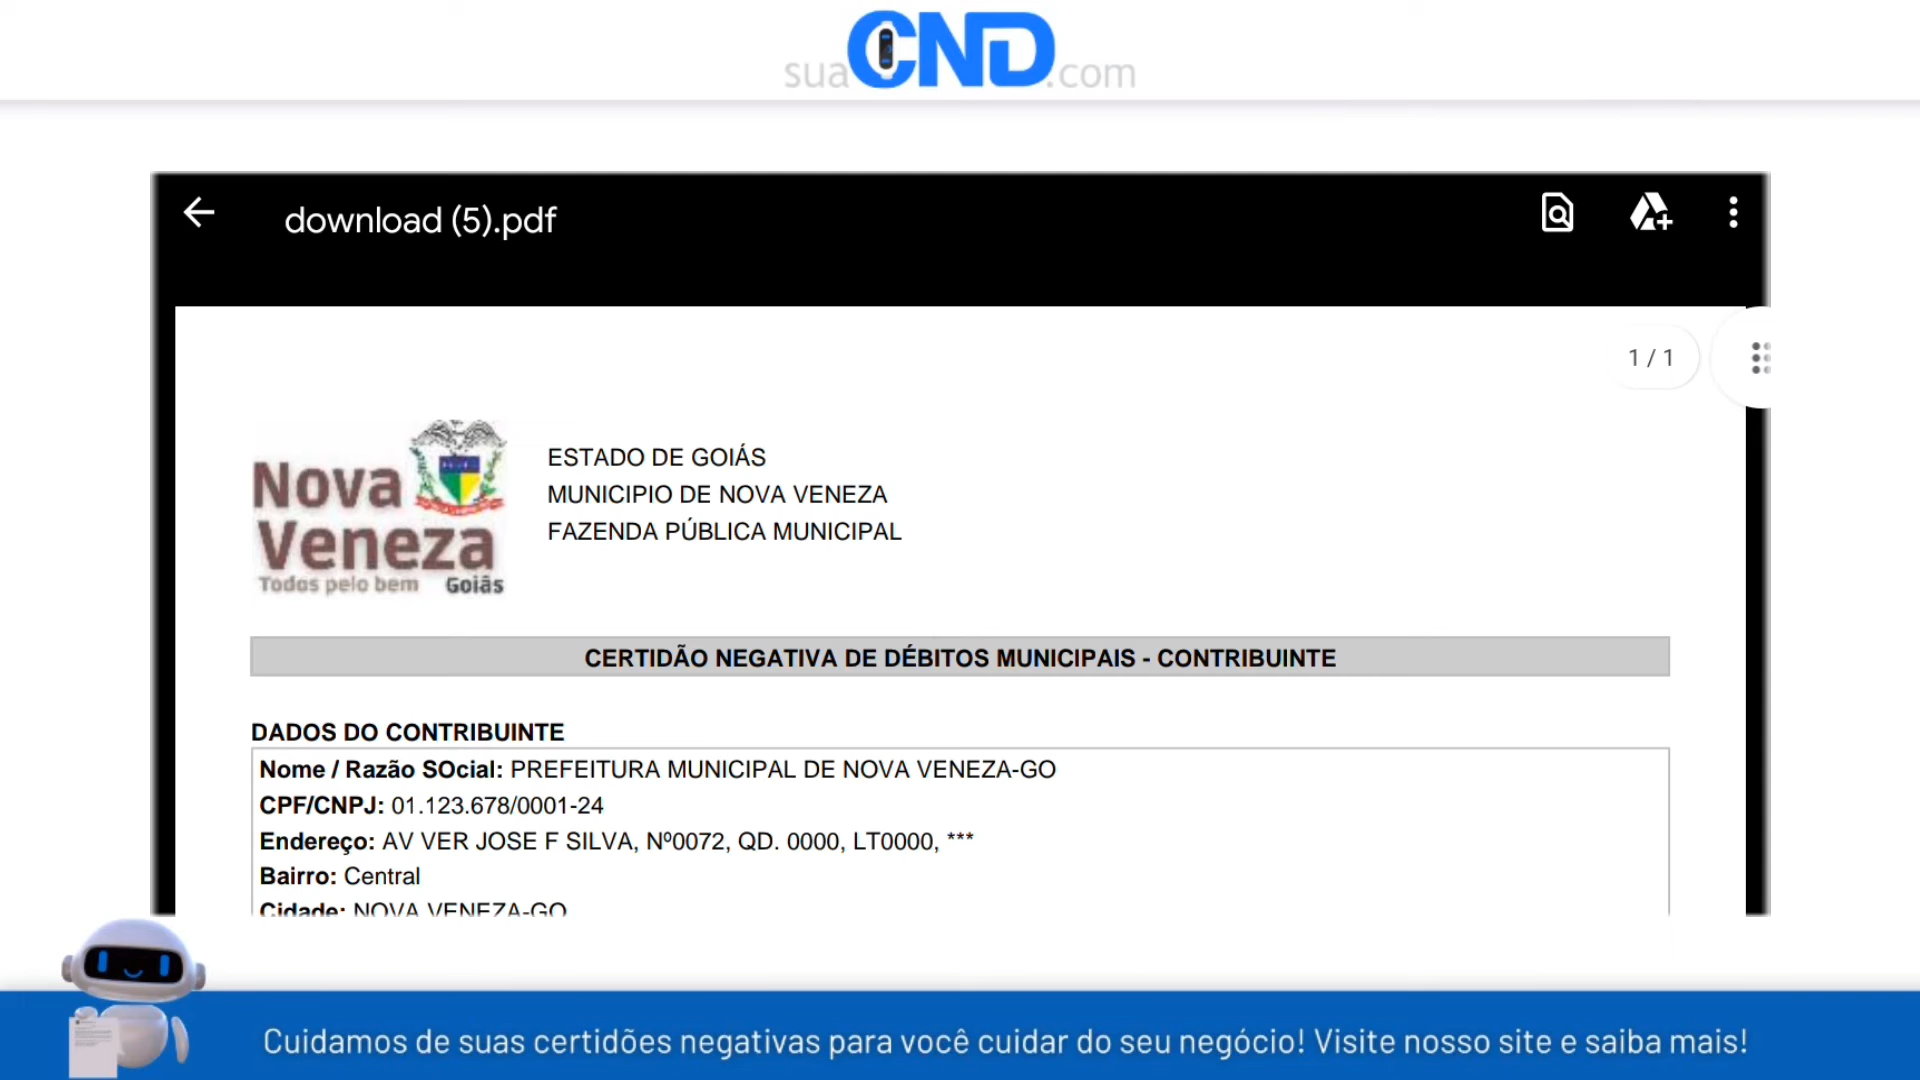 suaCND.com
download (5).pdf
1 / 1
Nova
Veneza
Todos pelo bem Goiás
ESTADO DE GOIÁS
MUNICIPIO DE NOVA VENEZA
FAZENDA PÚBLICA MUNICIPAL
CERTIDÃO NEGATIVA DE DÉBITOS MUNICIPAIS - CONTRIBUINTE
DADOS DO CONTRIBUINTE
Nome / Razão SOcial: PREFEITURA MUNICIPAL DE NOVA VENEZA-GO
CPF/CNPJ: 01.123.678/0001-24
Endereço: AV VER JOSE F SILVA, Nº0072, QD. 0000, LT0000, ***
Bairro: Central
Cidade: NOVA VENEZA-GO
Cuidamos de suas certidões negativas para você cuidar do seu negócio! Visite nosso site e saiba mais!